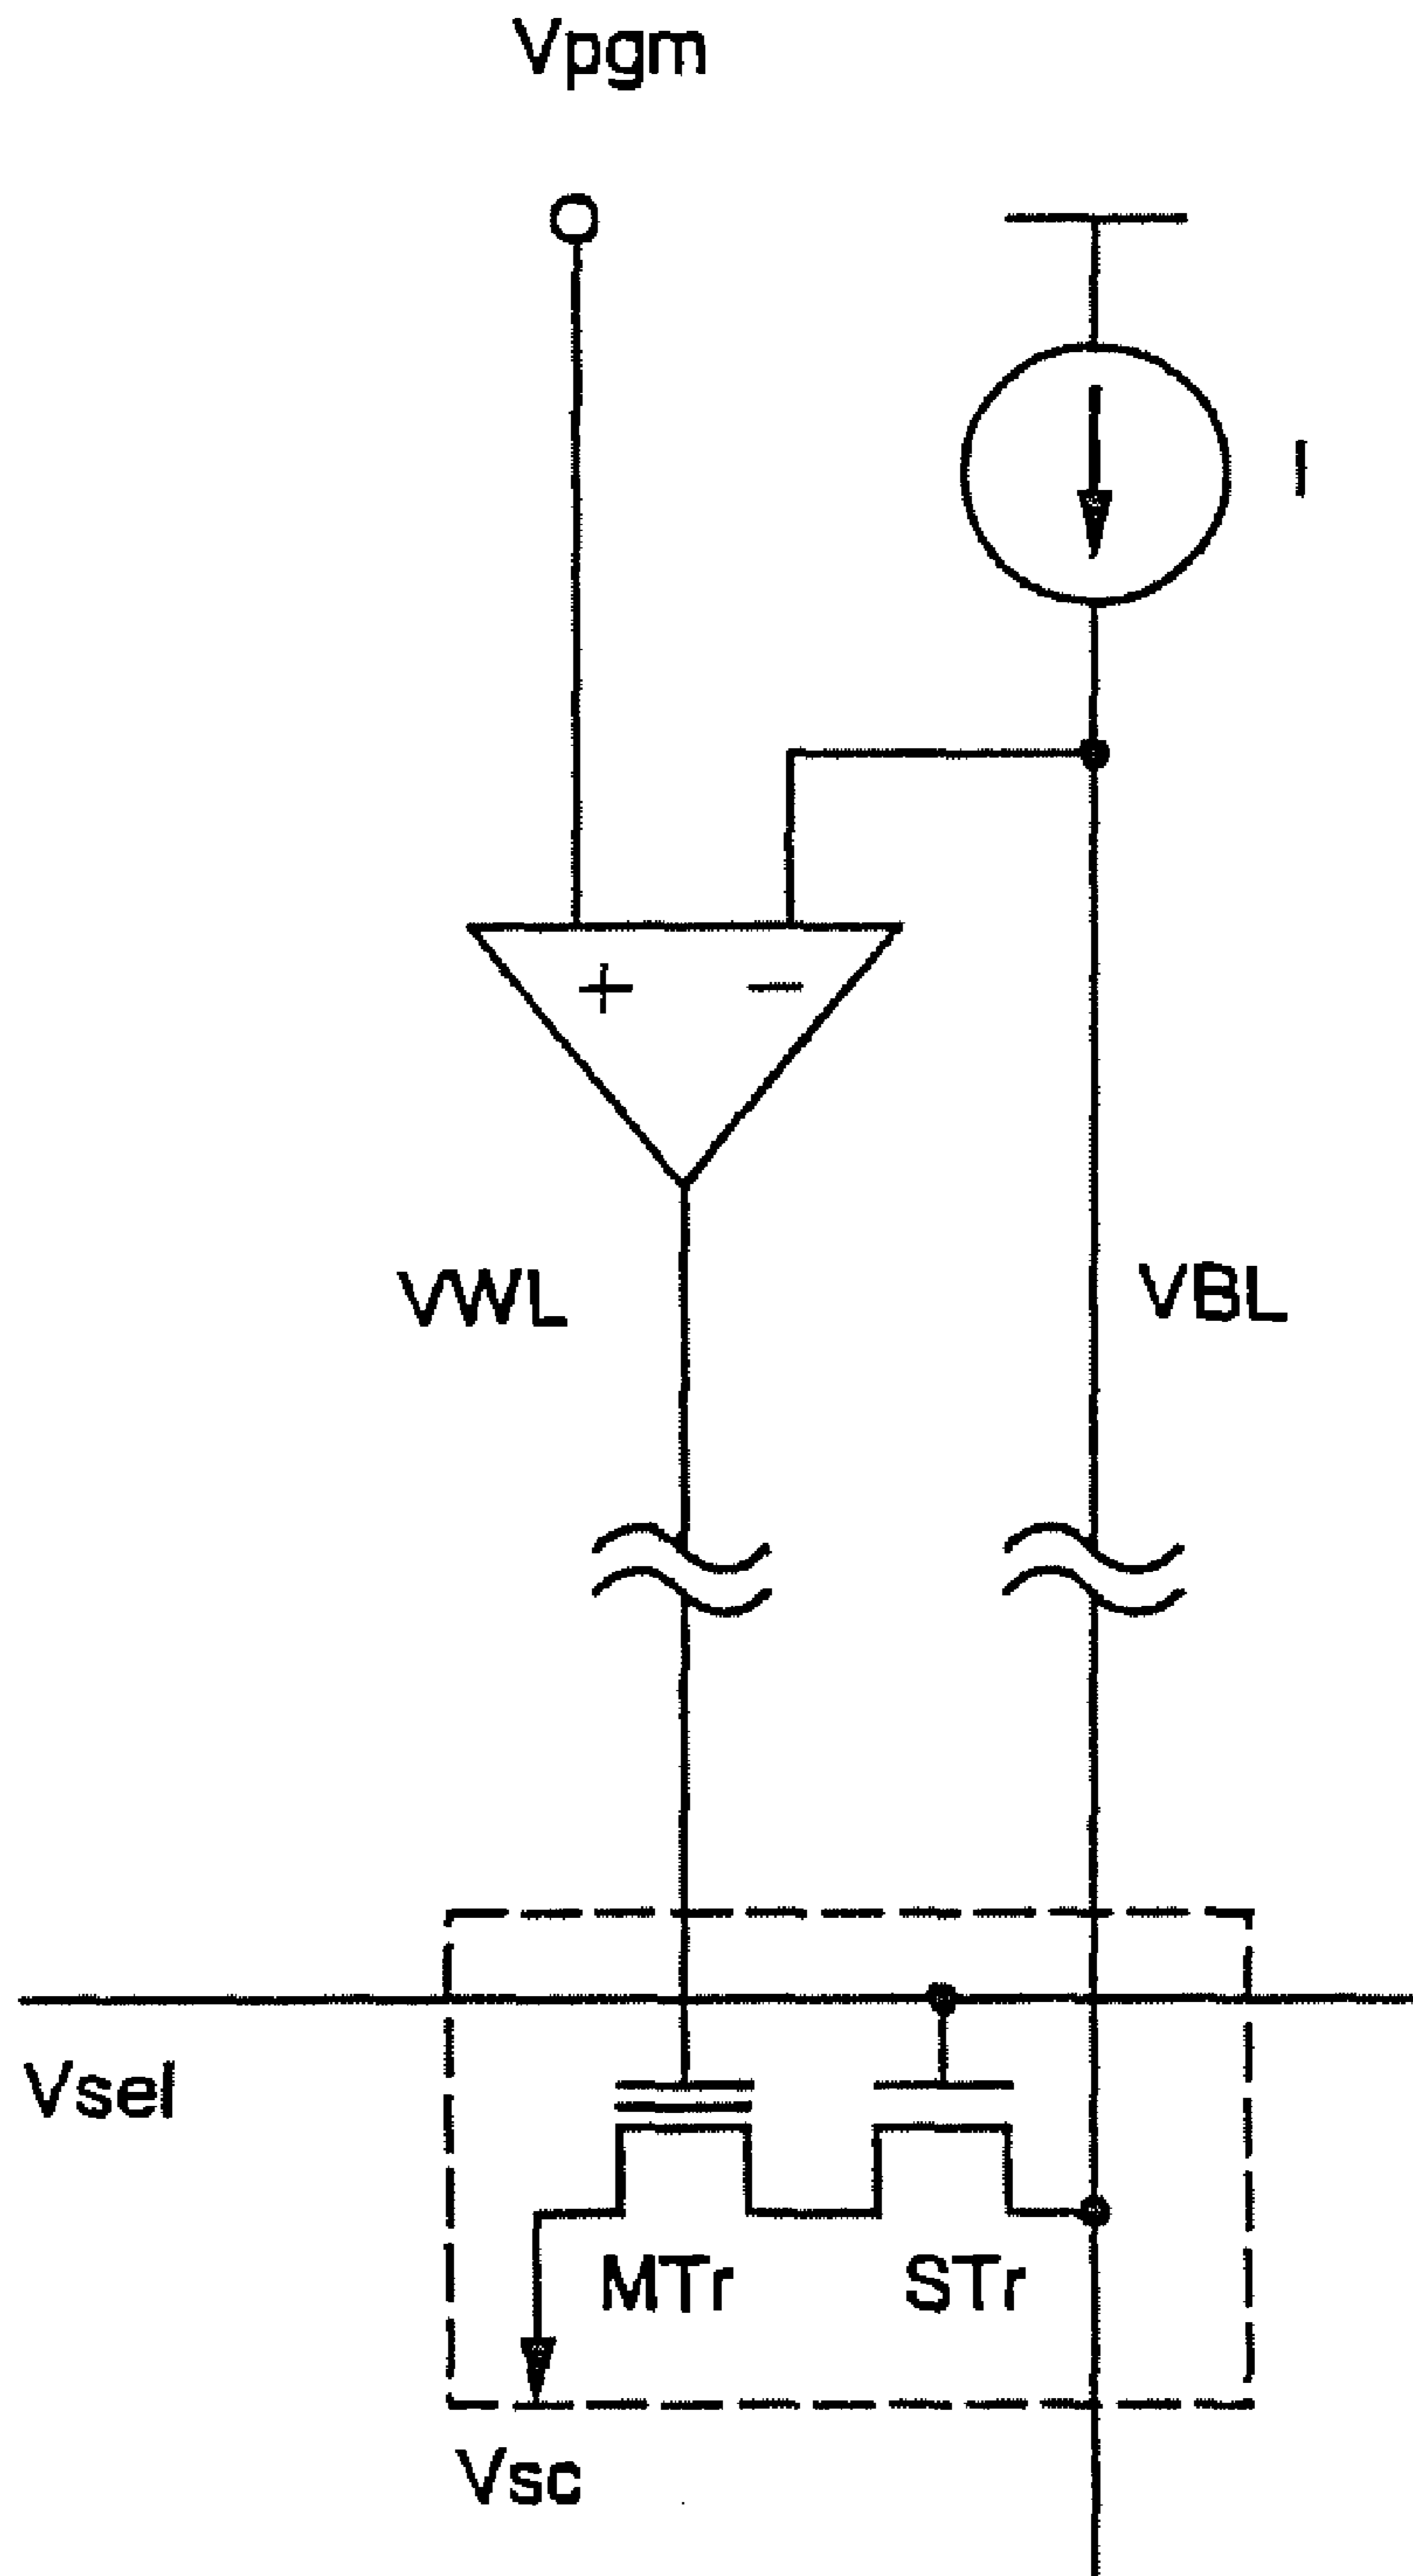 Vpgm
I
+ −
VWL
VBL
Vsel
MTr
STr
Vsc